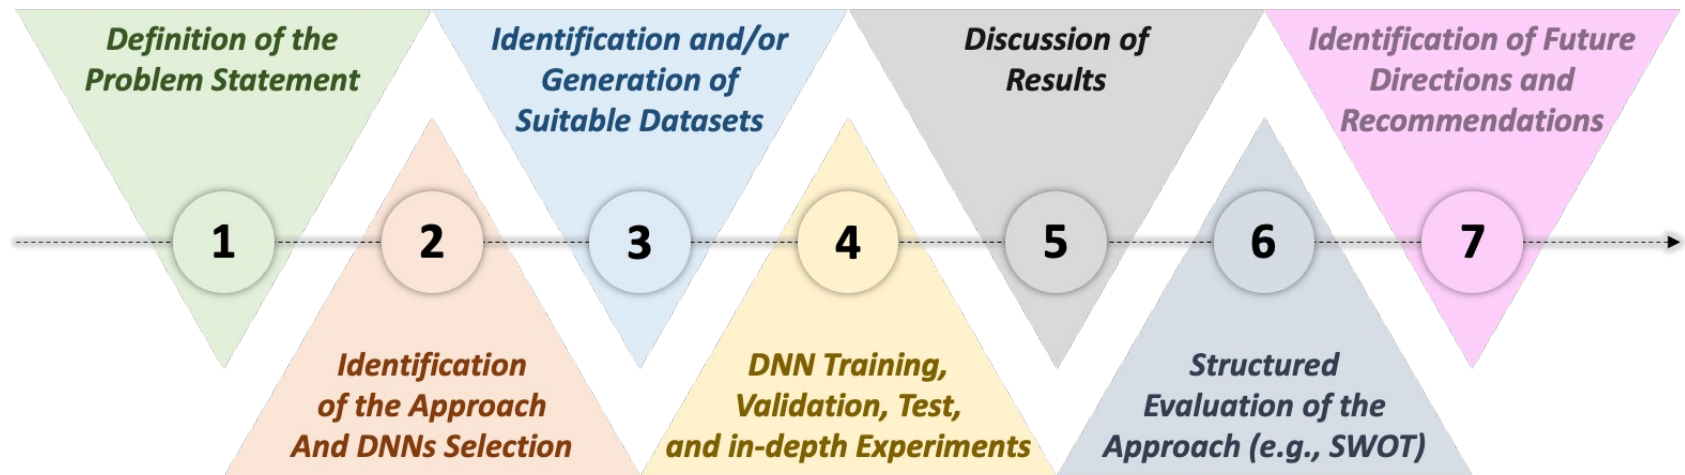 Definition of the
Problem Statement
1
Identification
of the Approach
And DNNs Selection
2
Identification and/or
Generation of
Suitable Datasets
3
DNN Training,
Validation, Test,
and in-depth Experiments
4
Discussion of
Results
5
Structured
Evaluation of the
Approach (e.g., SWOT)
6
Identification of Future
Directions and
Recommendations
7